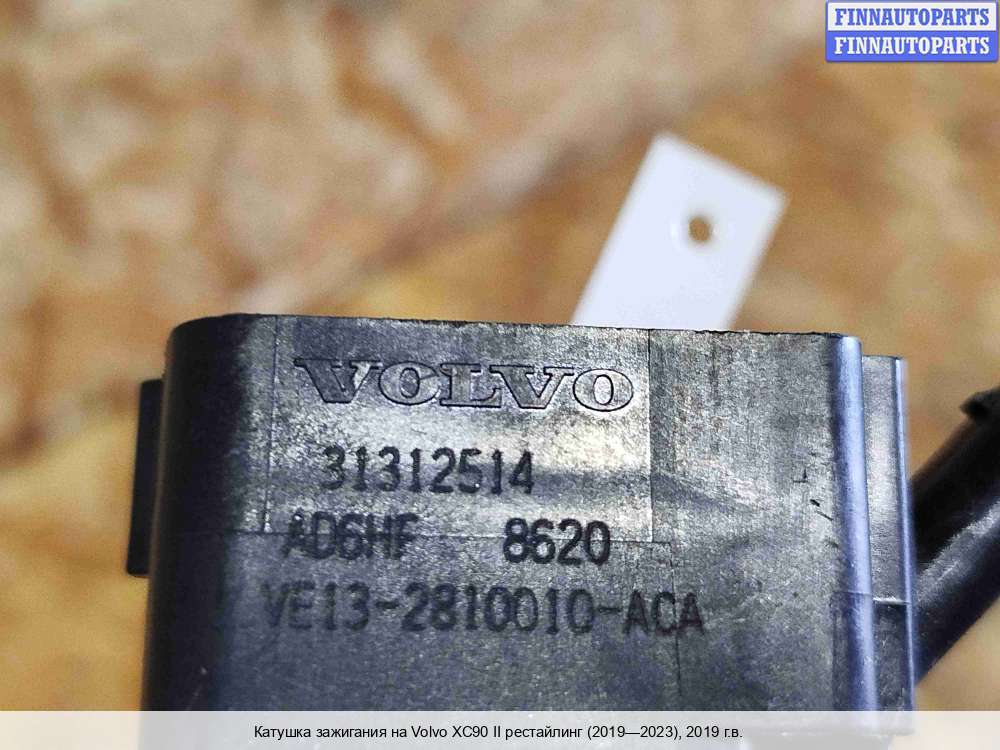 FINNAUTOPARTS
FINNAUTOPARTS
VOLVO
31312514
AD6HF 8620
VE13-2810010-ACA
Катушка зажигания на Volvo XC90 II рестайлинг (2019—2023), 2019 г.в.